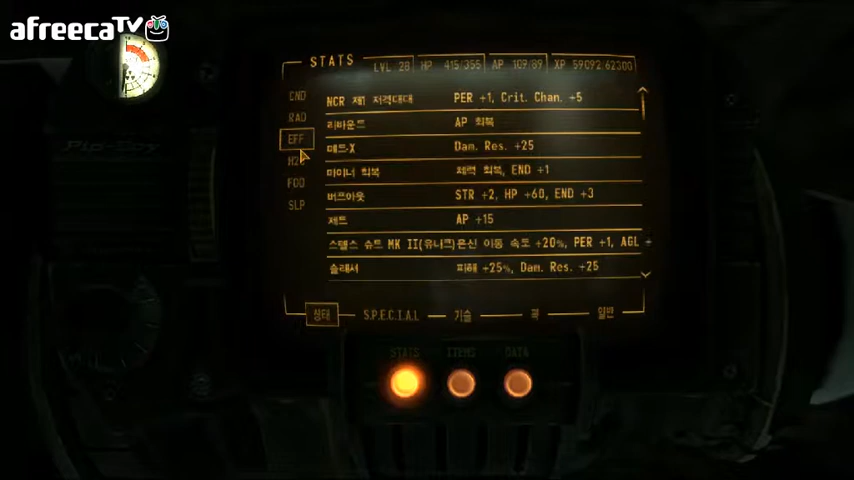 afreecaTV
Pip-Boy
STATS LVL 28 HP 415/355 AP 109/89 XP 59092/62300
CND
RAD
EFF
H2O
FOO
SLP
NCR 제1 저격대대 PER +1, Crit. Chan. +5
리바운드 AP 회복
메드-X Dam. Res. +25
마이너 회복 체력 회복, END +1
버프아웃 STR +2, HP +60, END +3
제트 AP +15
스텔스 슈트 MK II(유니크) 은신 이동 속도 +20%, PER +1, AGL +
슬래셔 피해 +25%, Dam. Res. +25
상태 S.P.E.C.I.A.L 기술 퍽 일반
STATS ITEMS DATA